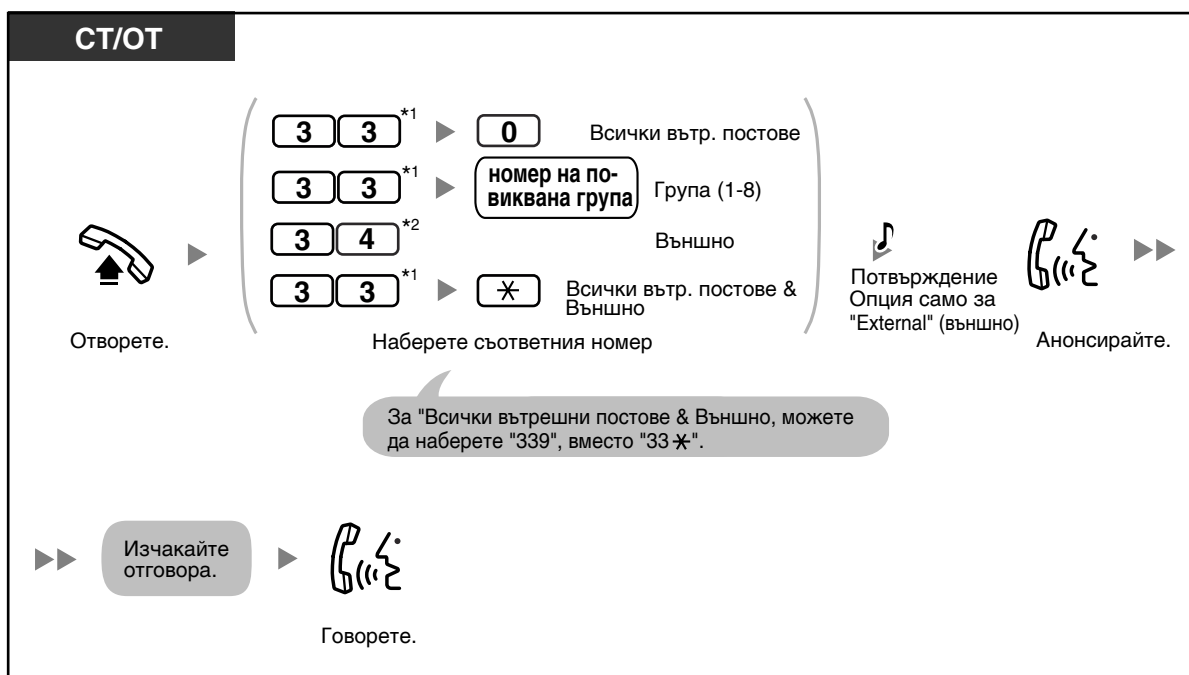 СТ/ОТ
3 3 *1 0 Всички вътр. постове
3 3 *1 номер на по-
виквана група Група (1-8)
3 4 *2 Външно
3 3 *1 ✳ Всички вътр. постове &
Външно
Отворете.
Наберете съответния номер
Потвърждение
Опция само за
"External" (външно)
Анонсирайте.
За "Всички вътрешни постове & Външно, можете
да наберете "339", вместо "33✳".
Изчакайте
отговора.
Говорете.